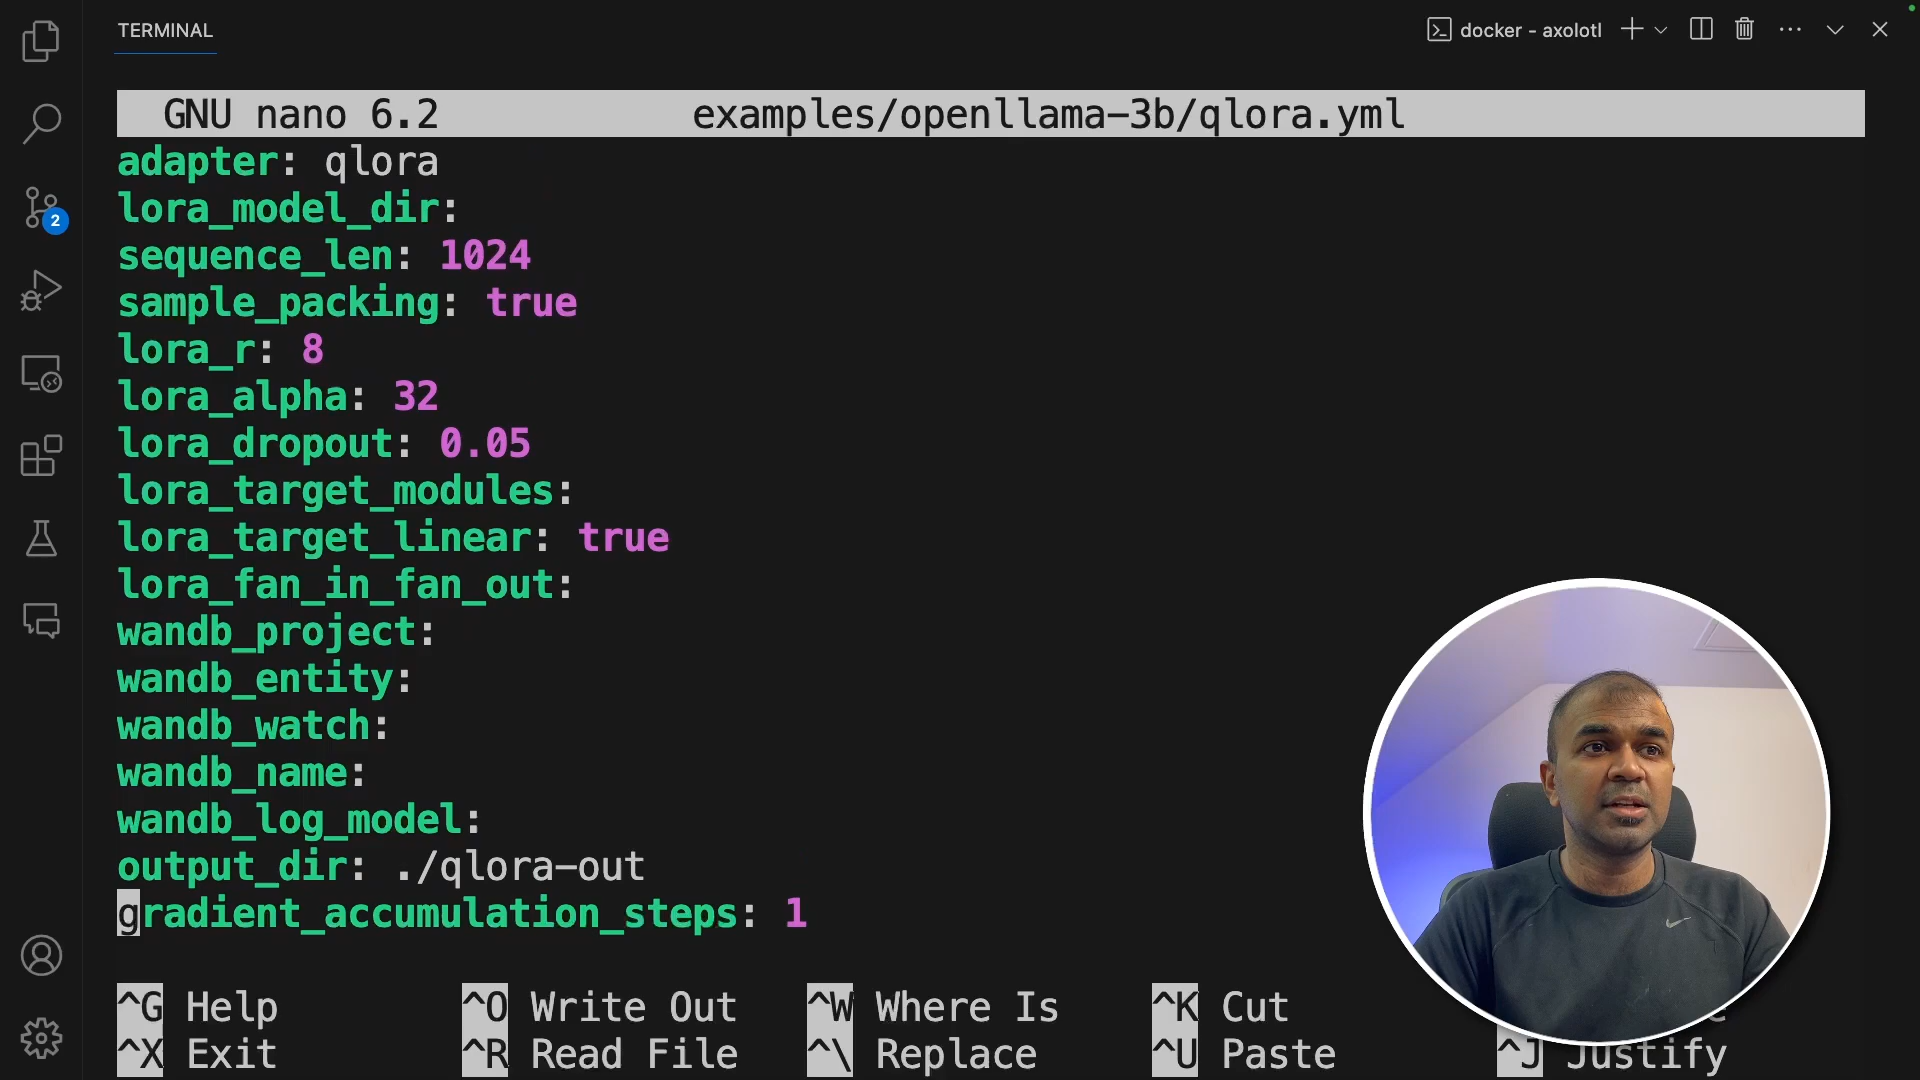 TERMINAL
docker - axolotl
GNU nano 6.2 examples/openllama-3b/qlora.yml
adapter: qlora
lora_model_dir:
sequence_len: 1024
sample_packing: true
lora_r: 8
lora_alpha: 32
lora_dropout: 0.05
lora_target_modules:
lora_target_linear: true
lora_fan_in_fan_out:
wandb_project:
wandb_entity:
wandb_watch:
wandb_name:
wandb_log_model:
output_dir: ./qlora-out
gradient_accumulation_steps: 1
^G Help ^O Write Out ^W Where Is ^K Cut
^X Exit ^R Read File ^\ Replace ^U Paste ^J Justify
2